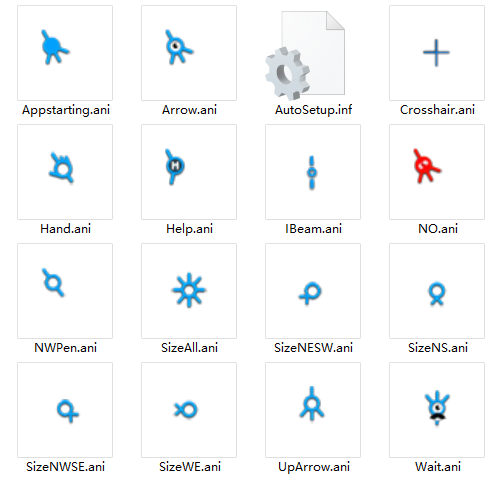 Appstarting.ani
Arrow.ani
AutoSetup.inf
Crosshair.ani
Hand.ani
Help.ani
IBeam.ani
NO.ani
NWPen.ani
SizeAll.ani
SizeNESW.ani
SizeNS.ani
SizeNWSE.ani
SizeWE.ani
UpArrow.ani
Wait.ani